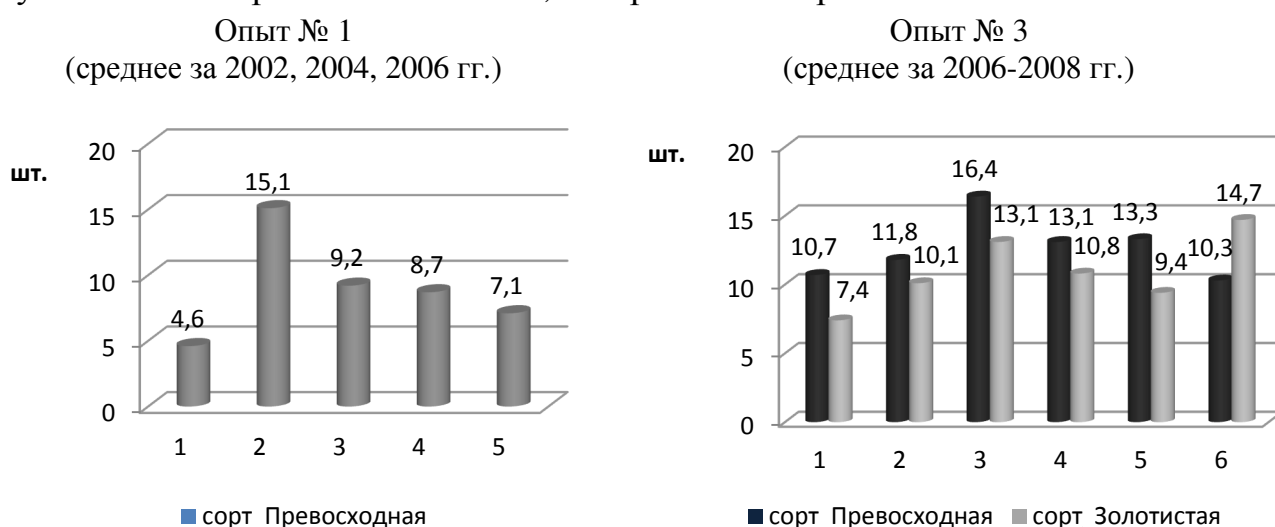 Опыт № 1
(среднее за 2002, 2004, 2006 гг.)
шт.
20
15
10
5
0
4,6
15,1
9,2
8,7
7,1
1 2 3 4 5
сорт Превосходная
Опыт № 3
(среднее за 2006-2008 гг.)
шт.
20
15
10
5
0
10,7
7,4
11,8
10,1
16,4
13,1
13,1
10,8
13,3
9,4
10,3
14,7
1 2 3 4 5 6
сорт Превосходная сорт Золотистая